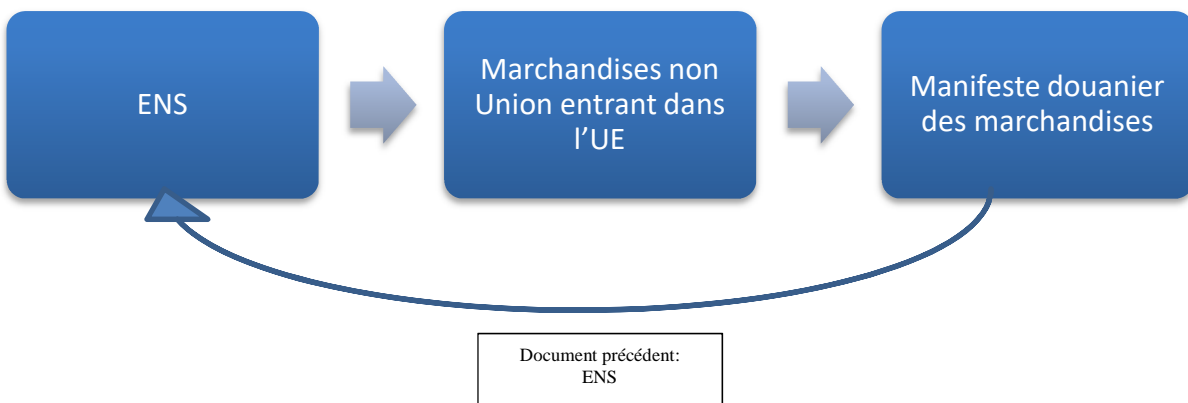 ENS
Marchandises non
Union entrant dans
l’UE
Manifeste douanier
des marchandises
Document précédent:
ENS